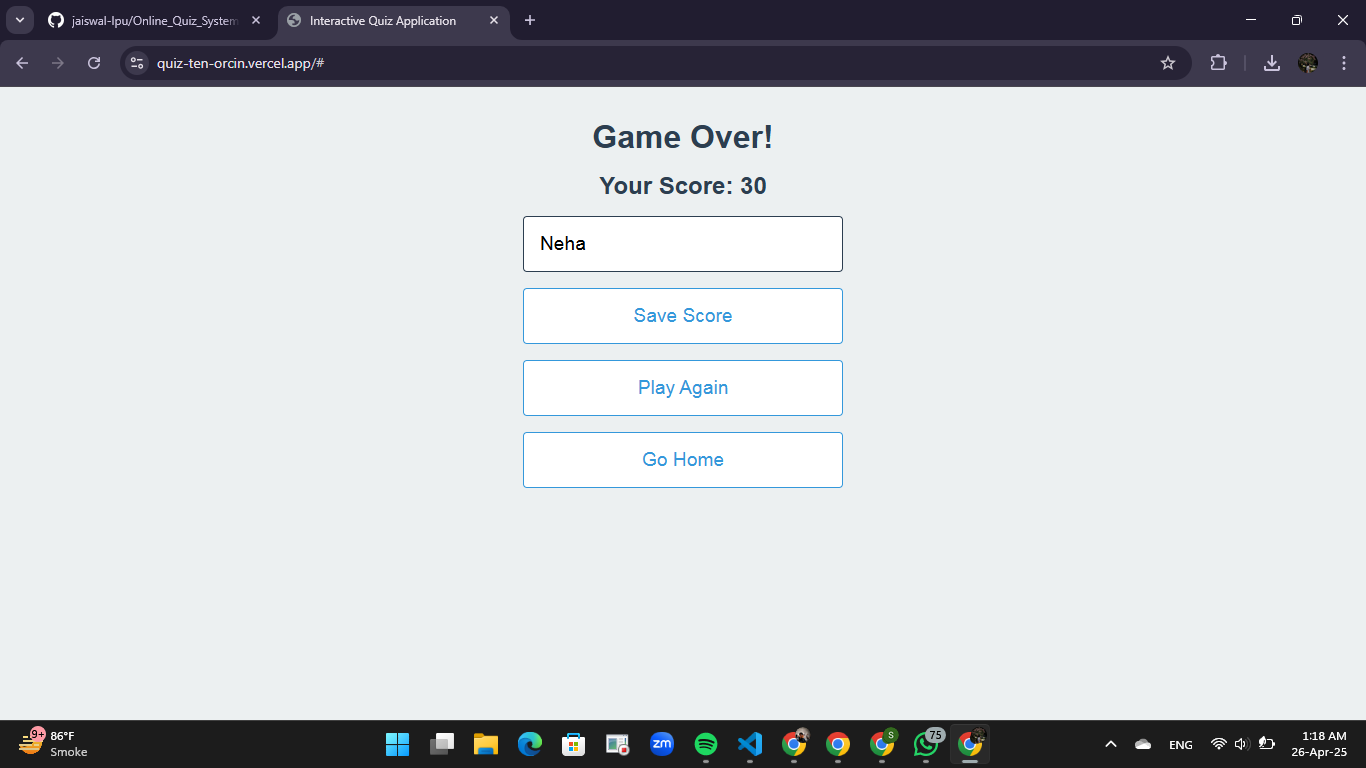 jaiswal-lpu/Online_Quiz_System
Interactive Quiz Application
quiz-ten-orcin.vercel.app/#
Game Over!
Your Score: 30
Neha
Save Score
Play Again
Go Home
9+
86°F
Smoke
zm
S
75
ENG
1:18 AM
26-Apr-25